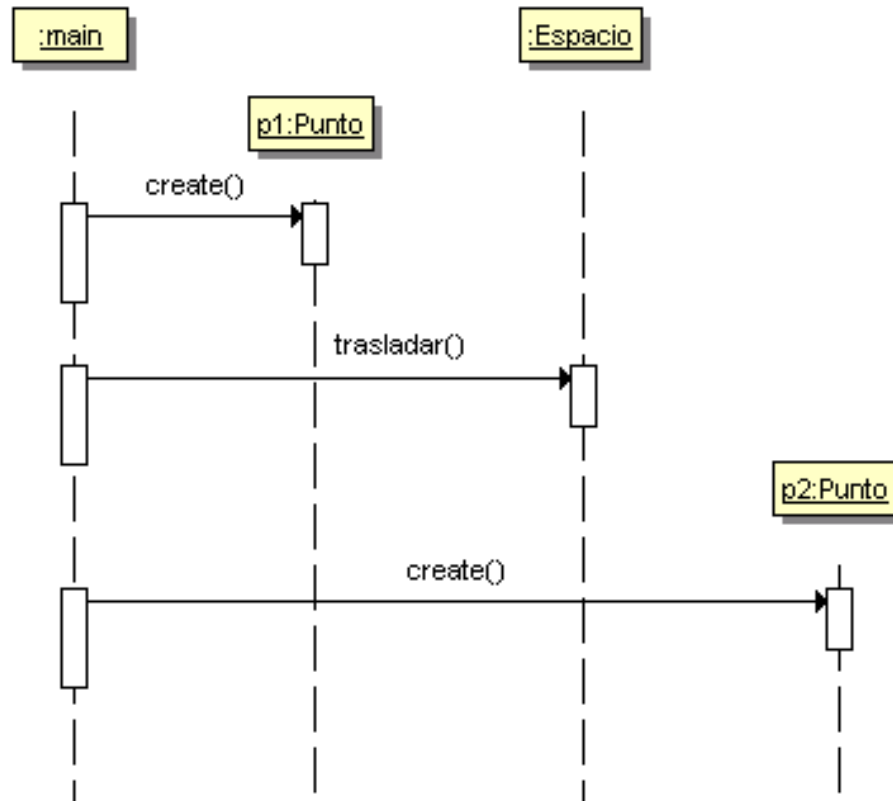 :main
:Espacio
p1:Punto
create()
trasladar()
p2:Punto
create()